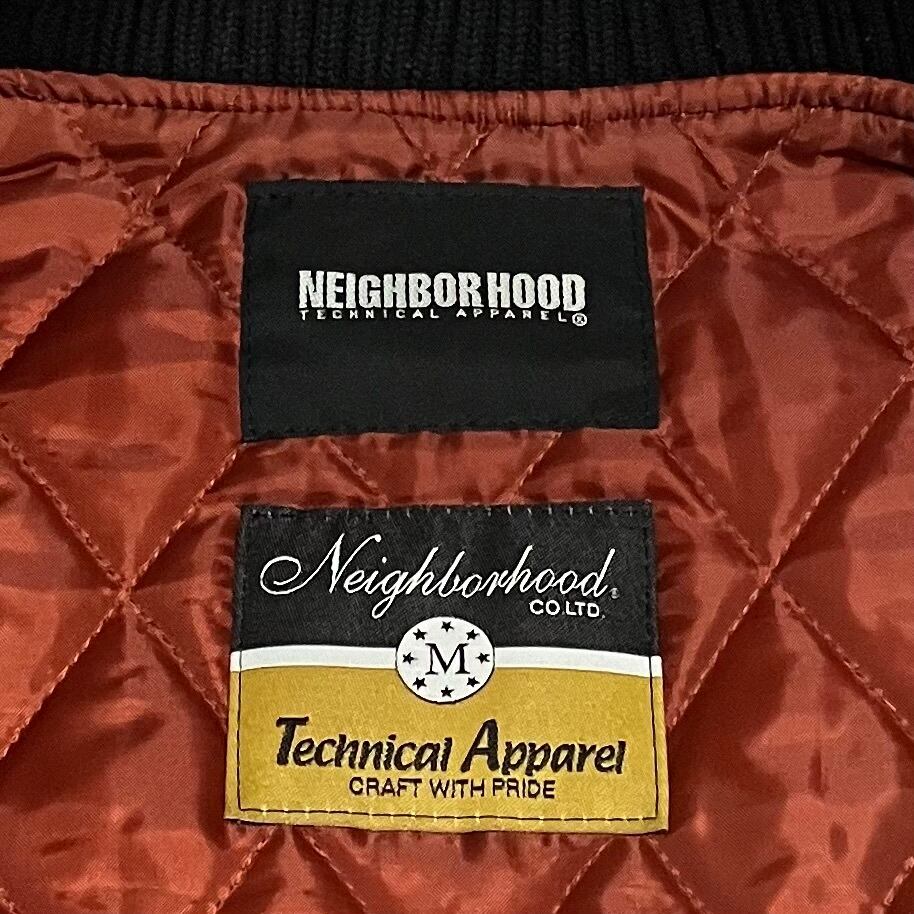 NEIGHBORHOOD
TECHNICAL APPAREL®
Neighborhood®
CO.LTD.
M
Technical Apparel
CRAFT WITH PRIDE